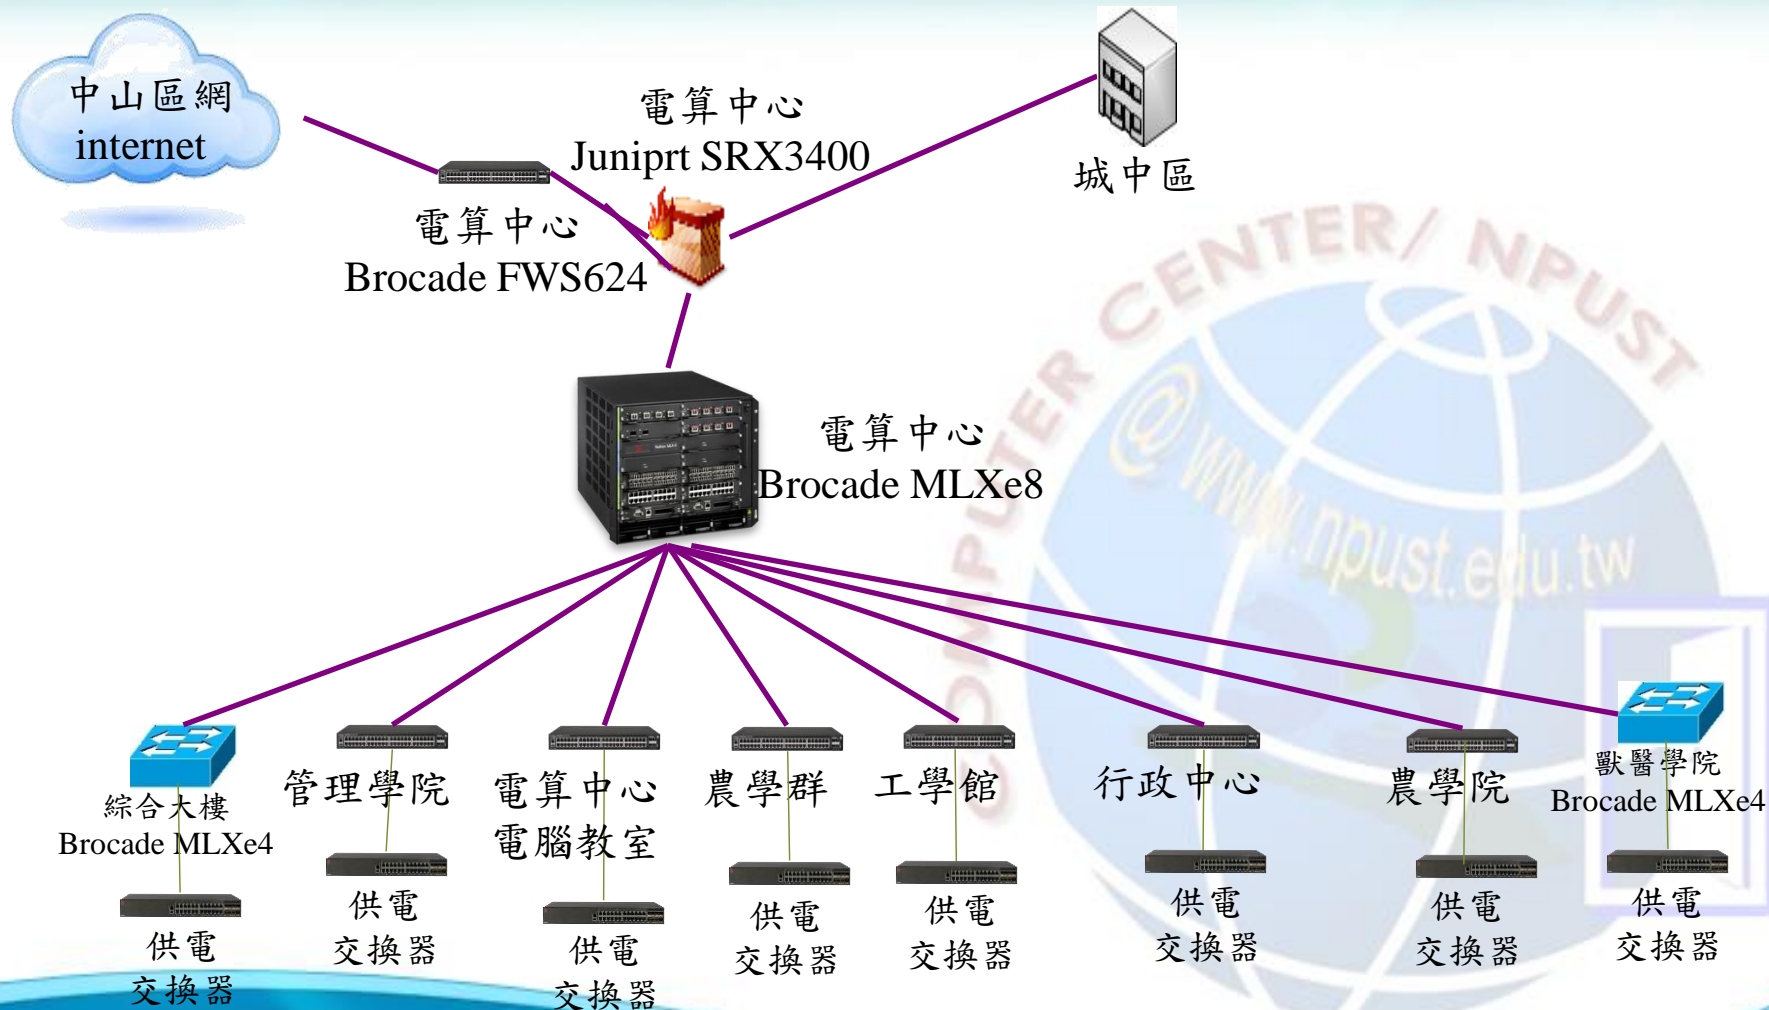 中山區網
internet
電算中心
Juniprt SRX3400
城中區
電算中心
Brocade FWS624
電算中心
Brocade MLXe8
COMPUTER CENTER/ NPUST
@ www.npust.edu.tw
綜合大樓
Brocade MLXe4
管理學院
電算中心
電腦教室
農學群
工學館
行政中心
農學院
獸醫學院
Brocade MLXe4
供電
交換器
供電
交換器
供電
交換器
供電
交換器
供電
交換器
供電
交換器
供電
交換器
供電
交換器